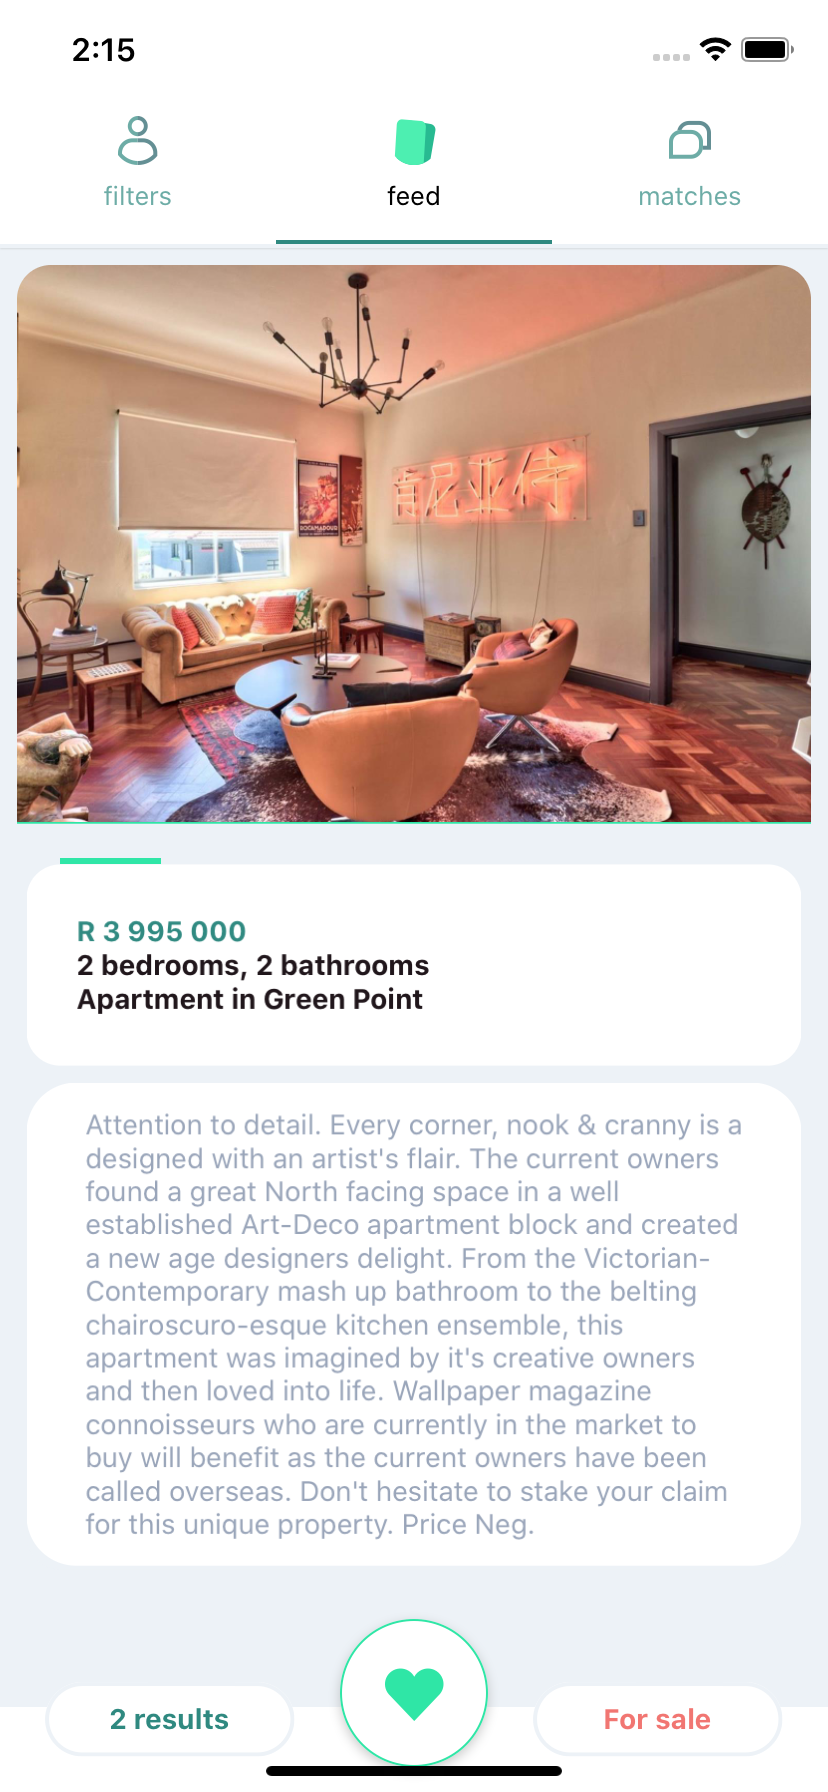 2:15
filters
feed
matches
ROCAMADOUR
肯尼亚侍
R 3 995 000
2 bedrooms, 2 bathrooms
Apartment in Green Point
Attention to detail. Every corner, nook & cranny is a
designed with an artist's flair. The current owners
found a great North facing space in a well
established Art-Deco apartment block and created
a new age designers delight. From the Victorian-
Contemporary mash up bathroom to the belting
chairoscuro-esque kitchen ensemble, this
apartment was imagined by it's creative owners
and then loved into life. Wallpaper magazine
connoisseurs who are currently in the market to
buy will benefit as the current owners have been
called overseas. Don't hesitate to stake your claim
for this unique property. Price Neg.
2 results
For sale